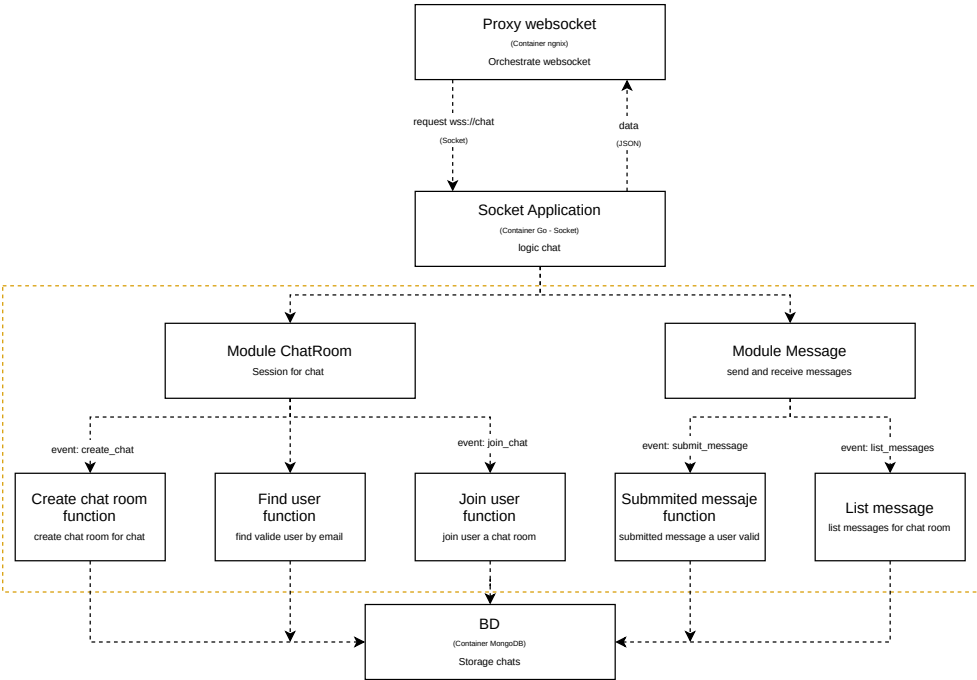 Proxy websocket
(Container ngnix)
Orchestrate websocket
request wss://chat
(Socket)
data
(JSON)
Socket Application
(Container Go - Socket)
logic chat
Module ChatRoom
Session for chat
Module Message
send and receive messages
event: create_chat
event: join_chat
event: submit_message
event: list_messages
Create chat room
function
create chat room for chat
Find user
function
find valide user by email
Join user
function
join user a chat room
Submmited messaje
function
submitted message a user valid
List message
list messages for chat room
BD
(Container MongoDB)
Storage chats